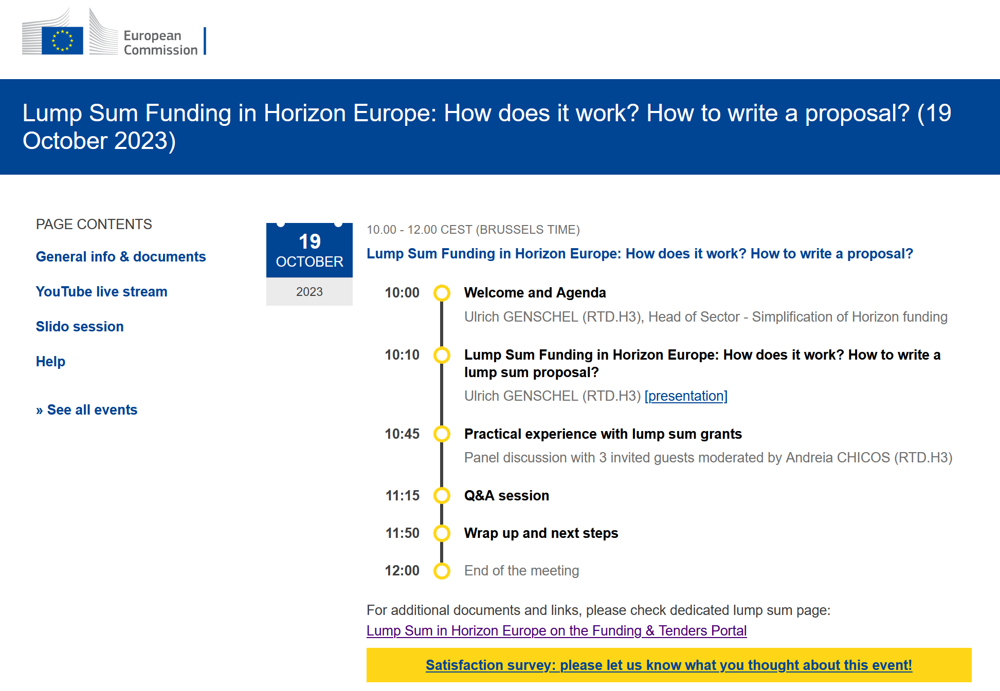 European
Commission
Lump Sum Funding in Horizon Europe: How does it work? How to write a proposal? (19
October 2023)
PAGE CONTENTS
General info & documents
YouTube live stream
Slido session
Help
» See all events
19
OCTOBER
2023
10.00 - 12.00 CEST (BRUSSELS TIME)
Lump Sum Funding in Horizon Europe: How does it work? How to write a proposal?
10:00 Welcome and Agenda
Ulrich GENSCHEL (RTD.H3), Head of Sector - Simplification of Horizon funding
10:10 Lump Sum Funding in Horizon Europe: How does it work? How to write a
lump sum proposal?
Ulrich GENSCHEL (RTD.H3) [presentation]
10:45 Practical experience with lump sum grants
Panel discussion with 3 invited guests moderated by Andreia CHICOS (RTD.H3)
11:15 Q&A session
11:50 Wrap up and next steps
12:00 End of the meeting
For additional documents and links, please check dedicated lump sum page:
Lump Sum in Horizon Europe on the Funding & Tenders Portal
Satisfaction survey: please let us know what you thought about this event!